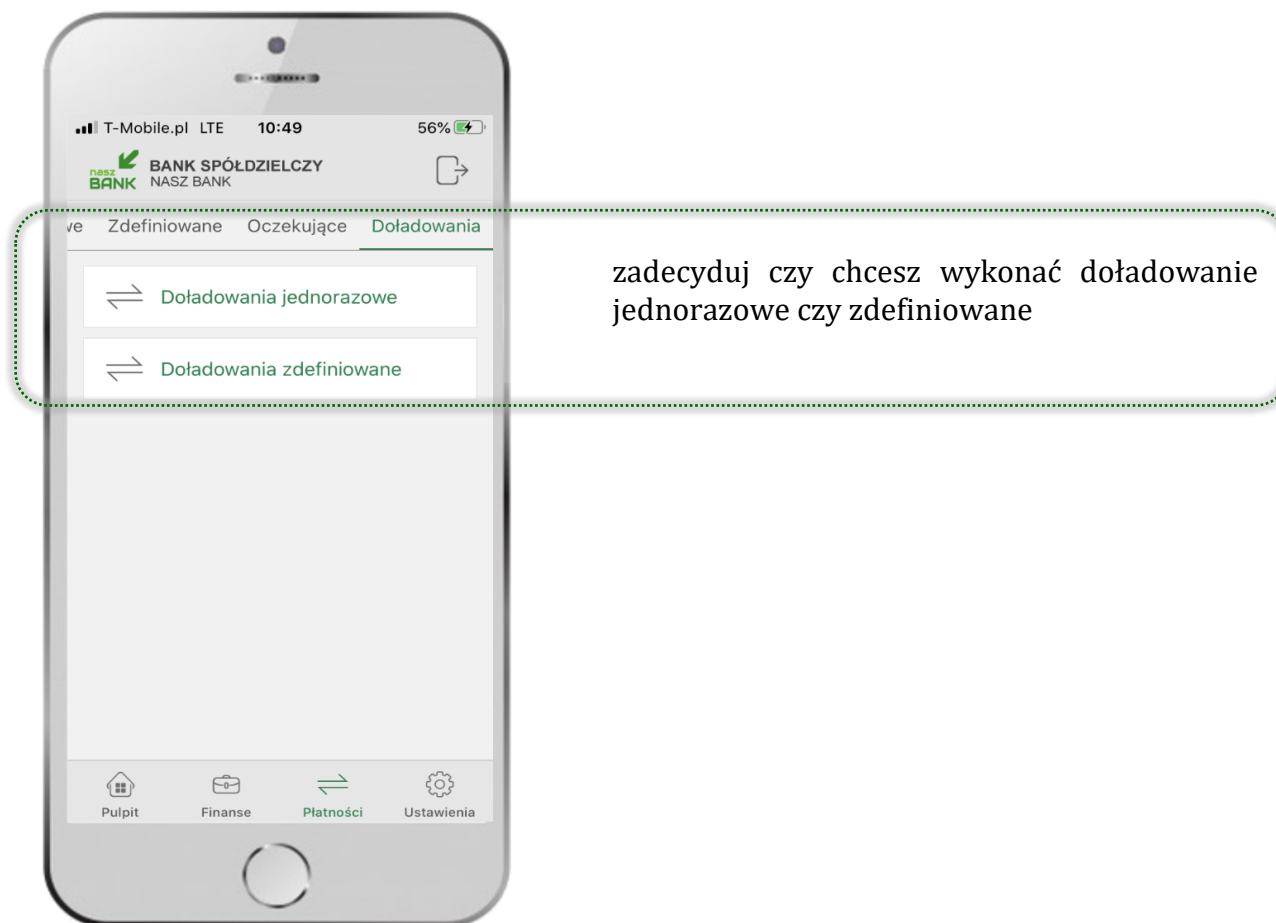 T-Mobile.pl LTE 10:49 56%
nasz BANK
BANK SPÓŁDZIELCZY
NASZ BANK
we Zdefiniowane Oczekujące Doładowania
Doładowania jednorazowe
Doładowania zdefiniowane
zadecyduj czy chcesz wykonać doładowanie
jednorazowe czy zdefiniowane
Pulpit Finanse Płatności Ustawienia